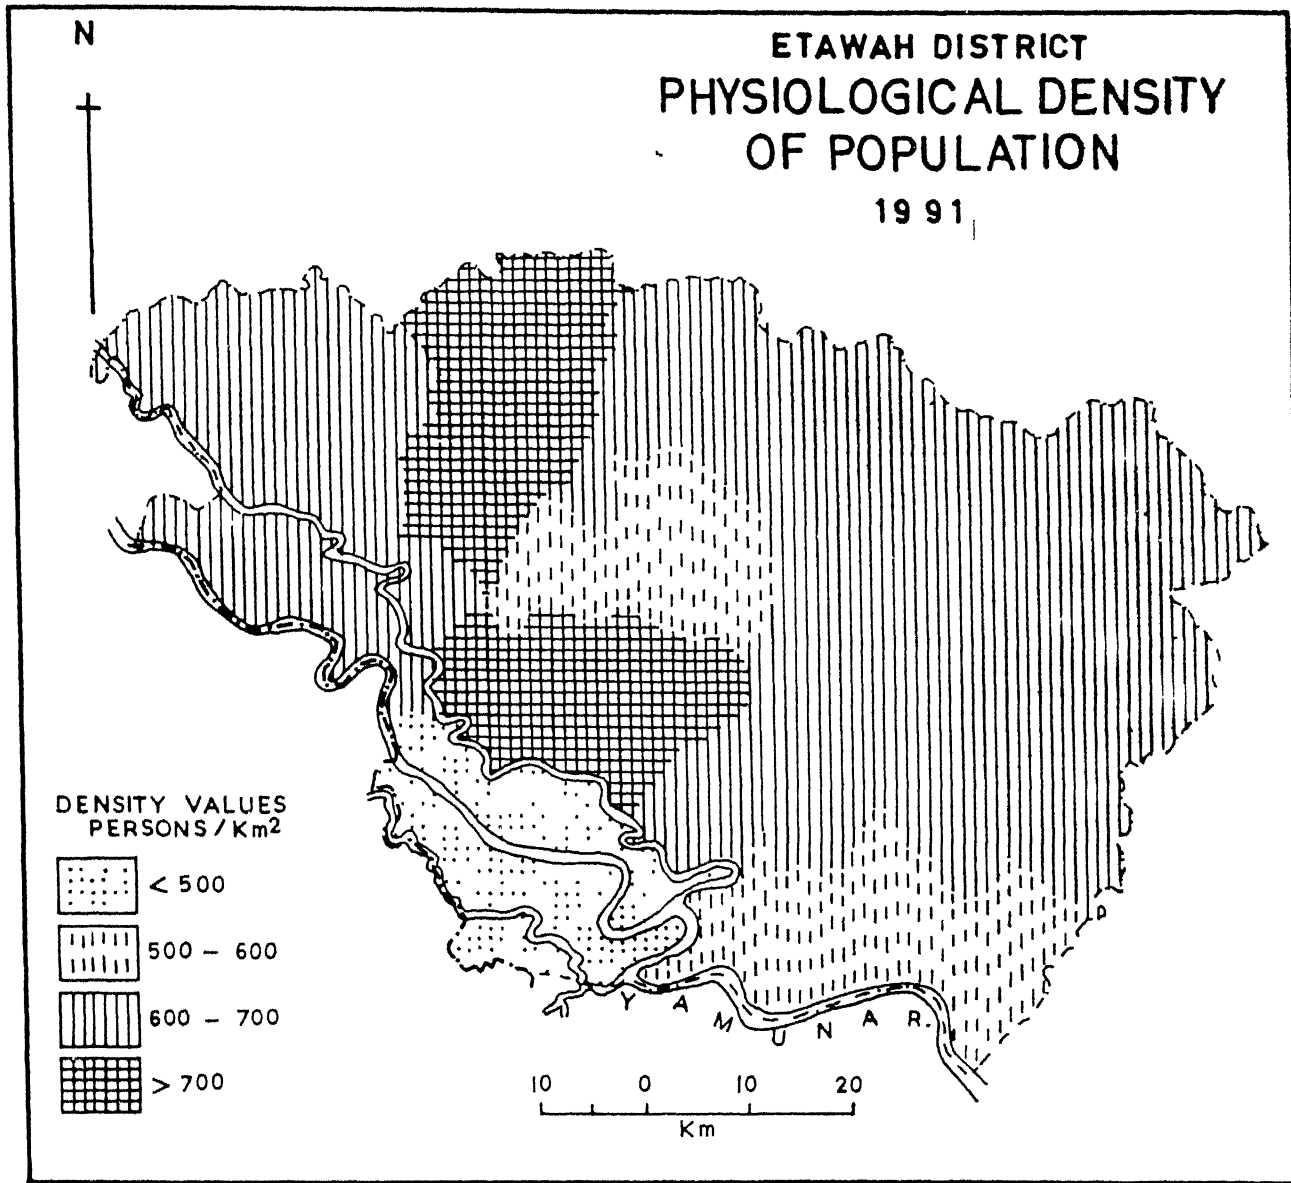 N
ETAWAH DISTRICT
PHYSIOLOGICAL DENSITY
OF POPULATION
1991
DENSITY VALUES
PERSONS/Km²
< 500
500 – 600
600 – 700
> 700
Y A M U N A R.
10 0 10 20
Km